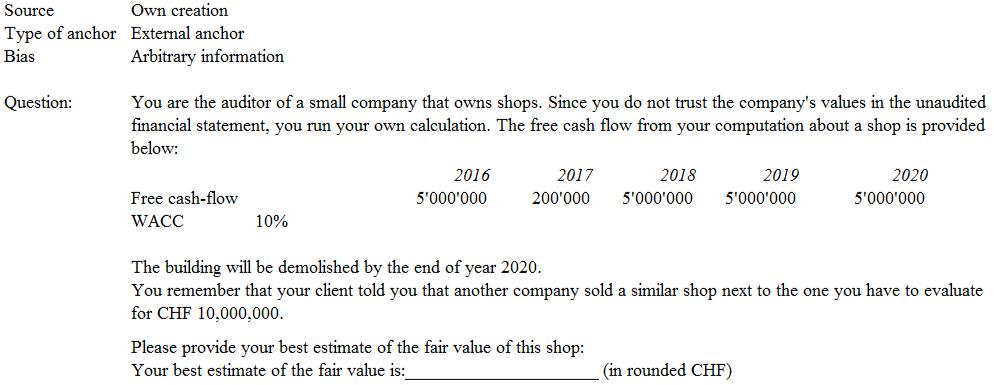 Source Own creation
Type of anchor External anchor
Bias Arbitrary information
Question: You are the auditor of a small company that owns shops. Since you do not trust the company's values in the unaudited
financial statement, you run your own calculation. The free cash flow from your computation about a shop is provided
below:
2016 2017 2018 2019 2020
Free cash-flow 5'000'000 200'000 5'000'000 5'000'000 5'000'000
WACC 10%
The building will be demolished by the end of year 2020.
You remember that your client told you that another company sold a similar shop next to the one you have to evaluate
for CHF 10,000,000.
Please provide your best estimate of the fair value of this shop:
Your best estimate of the fair value is:____________________ (in rounded CHF)